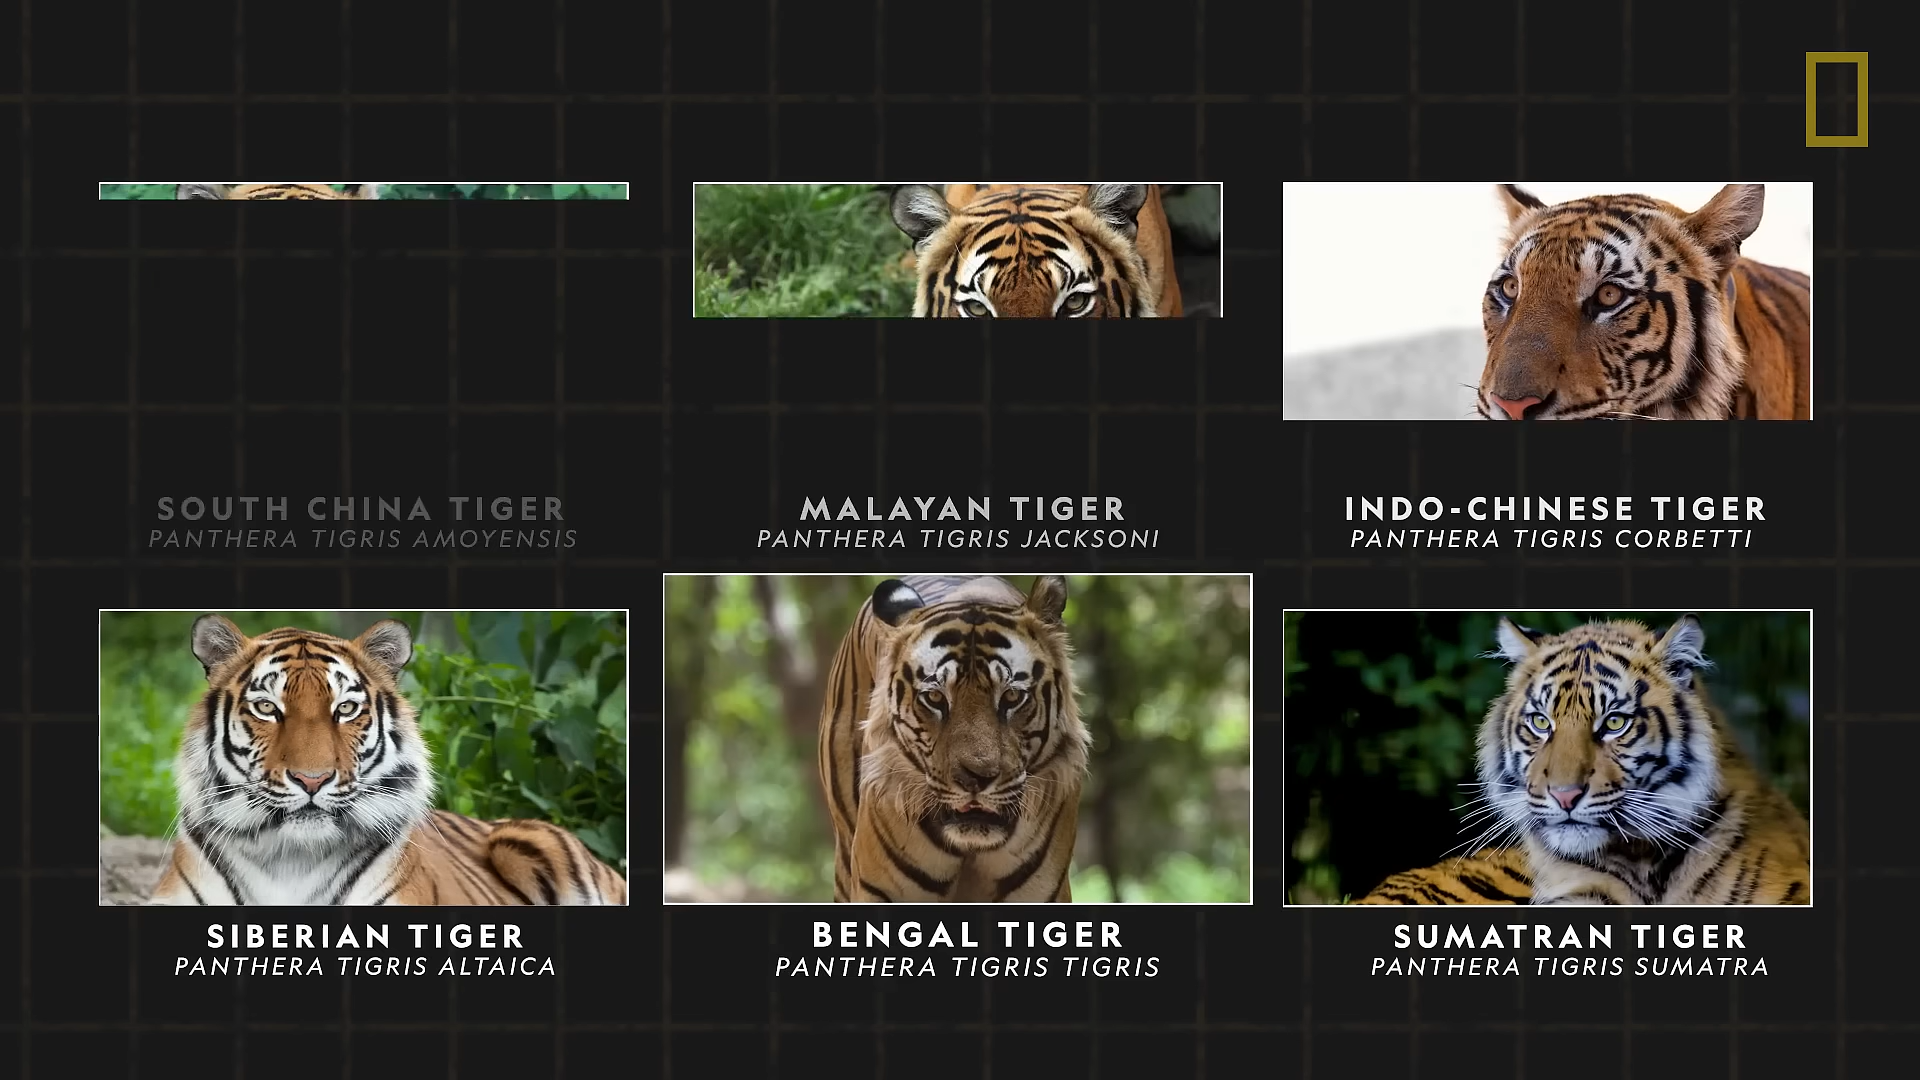 SOUTH CHINA TIGER
PANTHERA TIGRIS AMOYENSIS
MALAYAN TIGER
PANTHERA TIGRIS JACKSONI
INDO-CHINESE TIGER
PANTHERA TIGRIS CORBETTI
SIBERIAN TIGER
PANTHERA TIGRIS ALTAICA
BENGAL TIGER
PANTHERA TIGRIS TIGRIS
SUMATRAN TIGER
PANTHERA TIGRIS SUMATRA